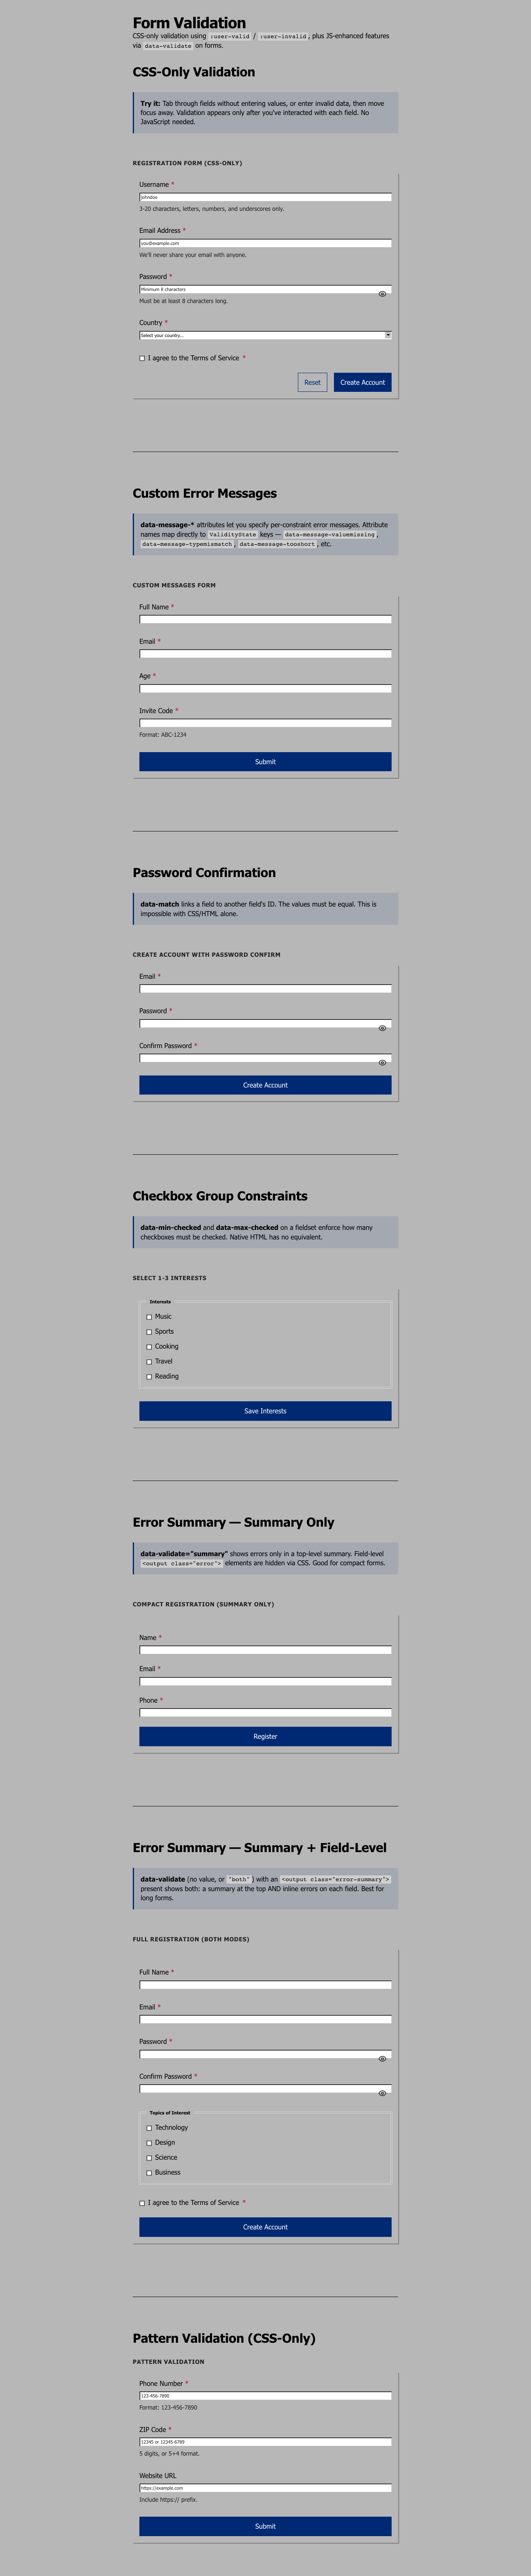 Form Validation
CSS-only validation using :user-valid / :user-invalid, plus JS-enhanced features
via data-validate on forms.
CSS-Only Validation
Try it: Tab through fields without entering values, or enter invalid data, then move
focus away. Validation appears only after you've interacted with each field. No
JavaScript needed.
REGISTRATION FORM (CSS-ONLY)
Username *
johndoe
3-20 characters, letters, numbers, and underscores only.
Email Address *
you@example.com
We'll never share your email with anyone.
Password *
Minimum 8 characters
Must be at least 8 characters long.
Country *
Select your country...
I agree to the Terms of Service *
Reset
Create Account
Custom Error Messages
data-message-* attributes let you specify per-constraint error messages. Attribute
names map directly to ValidityState keys — data-message-valuemissing,
data-message-typemismatch, data-message-tooshort, etc.
CUSTOM MESSAGES FORM
Full Name *
Email *
Age *
Invite Code *
Format: ABC-1234
Submit
Password Confirmation
data-match links a field to another field's ID. The values must be equal. This is
impossible with CSS/HTML alone.
CREATE ACCOUNT WITH PASSWORD CONFIRM
Email *
Password *
Confirm Password *
Create Account
Checkbox Group Constraints
data-min-checked and data-max-checked on a fieldset enforce how many
checkboxes must be checked. Native HTML has no equivalent.
SELECT 1-3 INTERESTS
Interests
Music
Sports
Cooking
Travel
Reading
Save Interests
Error Summary — Summary Only
data-validate="summary" shows errors only in a top-level summary. Field-level
<output class="error"> elements are hidden via CSS. Good for compact forms.
COMPACT REGISTRATION (SUMMARY ONLY)
Name *
Email *
Phone *
Register
Error Summary — Summary + Field-Level
data-validate (no value, or "both") with an <output class="error-summary">
present shows both: a summary at the top AND inline errors on each field. Best for
long forms.
FULL REGISTRATION (BOTH MODES)
Full Name *
Email *
Password *
Confirm Password *
Topics of Interest
Technology
Design
Science
Business
I agree to the Terms of Service *
Create Account
Pattern Validation (CSS-Only)
PATTERN VALIDATION
Phone Number *
123-456-7890
Format: 123-456-7890
ZIP Code *
12345 or 12345-6789
5 digits, or 5+4 format.
Website URL
https://example.com
Include https:// prefix.
Submit